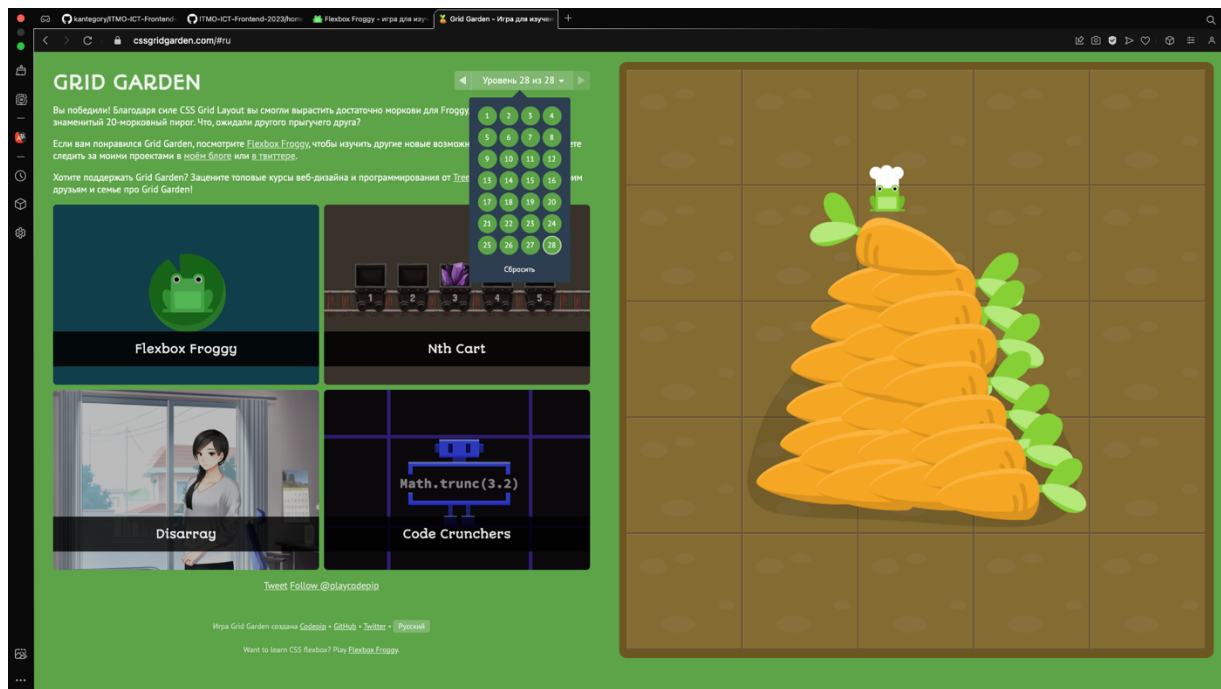 kantegory/ITMO-ICT-Frontend-
ITMO-ICT-Frontend-2023/hom
Flexbox Froggy - игра для изу
Grid Garden - Игра для изучен
cssgridgarden.com/#ru
GRID GARDEN
Уровень 28 из 28
Вы победили! Благодаря силе CSS Grid Layout вы смогли вырастить достаточно моркови для Froggy,
знаменитый 20-морковный пирог. Что, ожидали другого прыгучего друга?
Если вам понравился Grid Garden, посмотрите Flexbox Froggy, чтобы изучить другие новые возможн
ете
следить за моими проектами в моём блоге или в твиттере.
Хотите поддержать Grid Garden? Зацените топовые курсы веб-дизайна и программирования от Tree
им
друзьям и семье про Grid Garden!
1 2 3 4
5 6 7 8
9 10 11 12
13 14 15 16
17 18 19 20
21 22 23 24
25 26 27 28
Сбросить
1 2 3 4 5
Flexbox Froggy
Nth Cart
Math.trunc(3.2)
Disarray
Code Crunchers
Tweet Follow @playcodepip
Игра Grid Garden создана Codepip • GitHub • Twitter • Русский
Want to learn CSS flexbox? Play Flexbox Froggy.